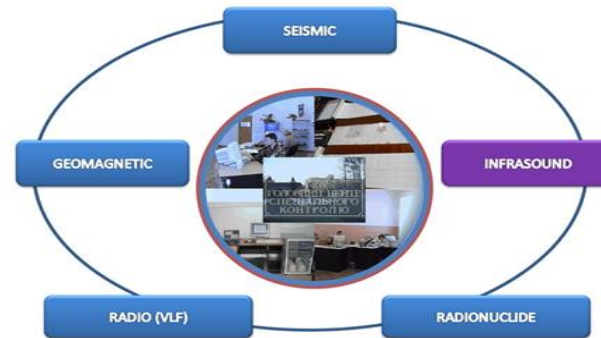 SEISMIC
GEOMAGNETIC
INFRASOUND
ГОЛОВНИЙ ЦЕНТР
СПЕЦІАЛЬНОГО
КОНТРОЛЮ
RADIO (VLF)
RADIONUCLIDE